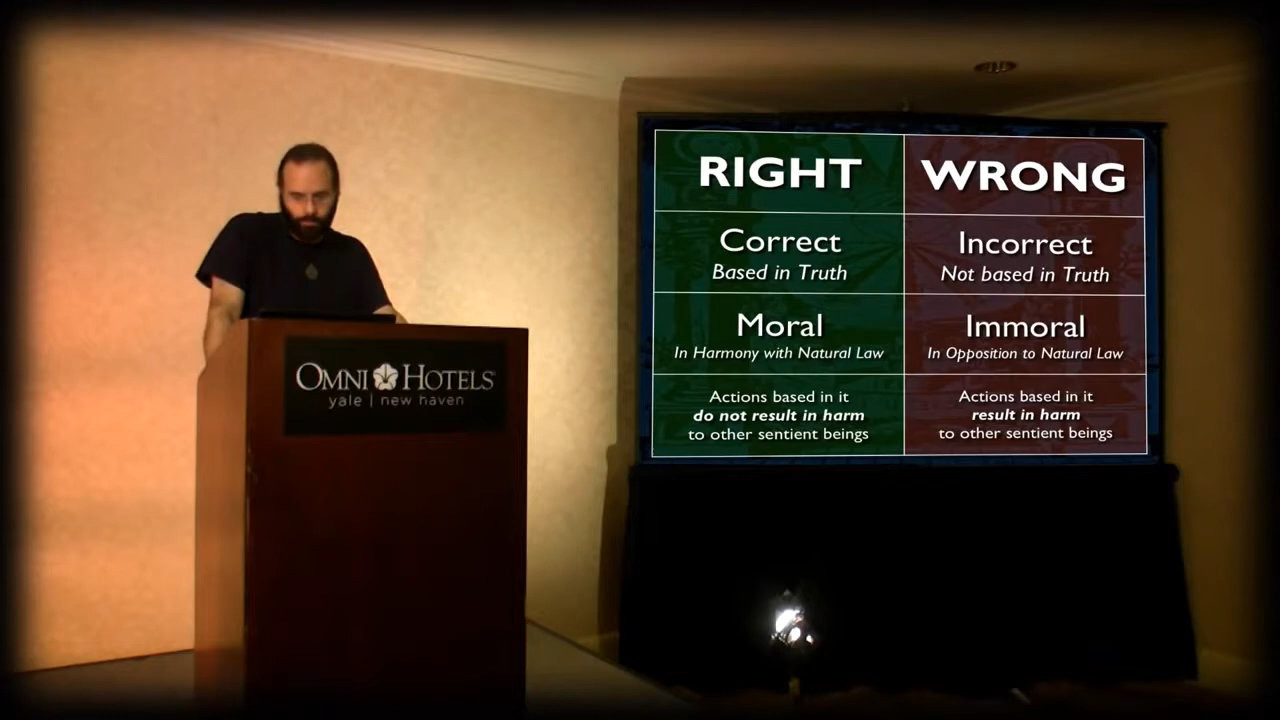 OMNI HOTELS
yale | new haven
RIGHT
WRONG
Correct
Based in Truth
Incorrect
Not based in Truth
Moral
In Harmony with Natural Law
Immoral
In Opposition to Natural Law
Actions based in it
do not result in harm
to other sentient beings
Actions based in it
result in harm
to other sentient beings